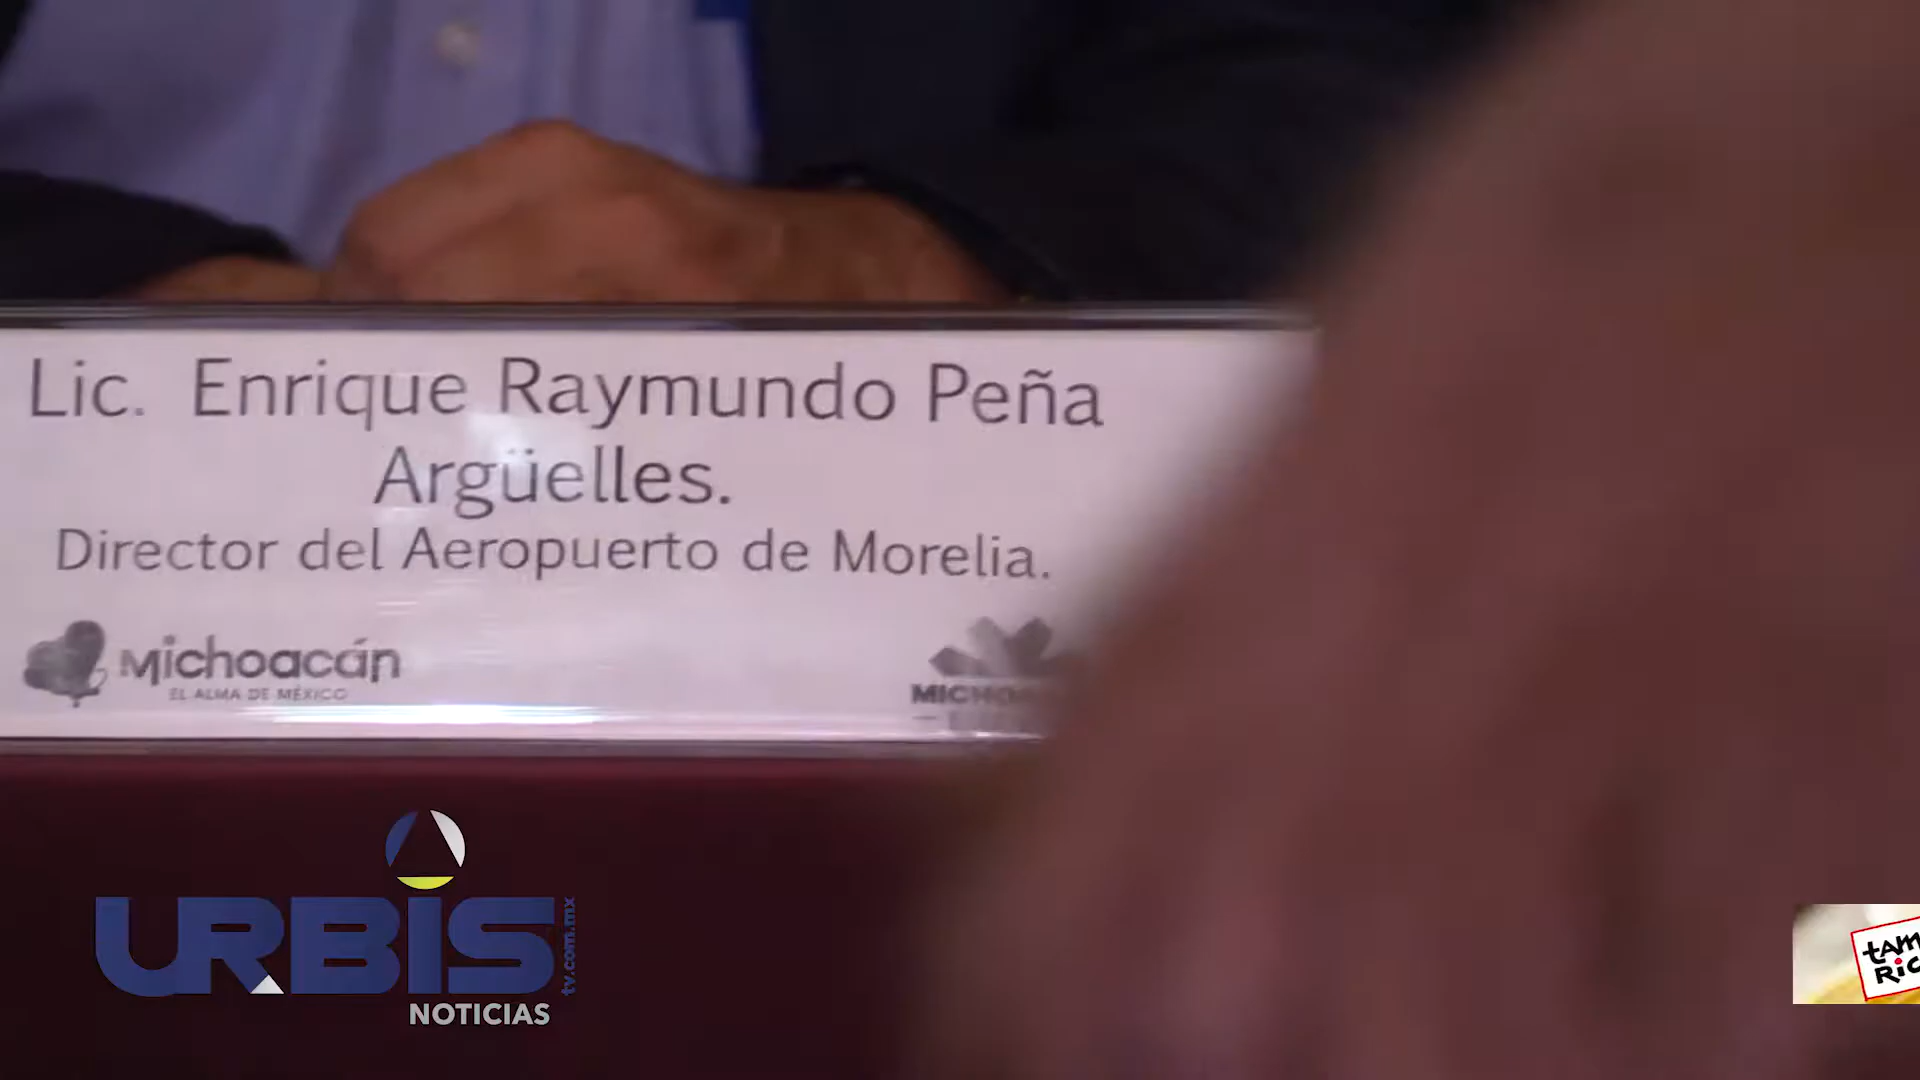 Lic. Enrique Raymundo Peña
Argüelles.
Director del Aeropuerto de Morelia.
Michoacán
EL ALMA DE MÉXICO
URBIS
tv.com.mx
NOTICIAS